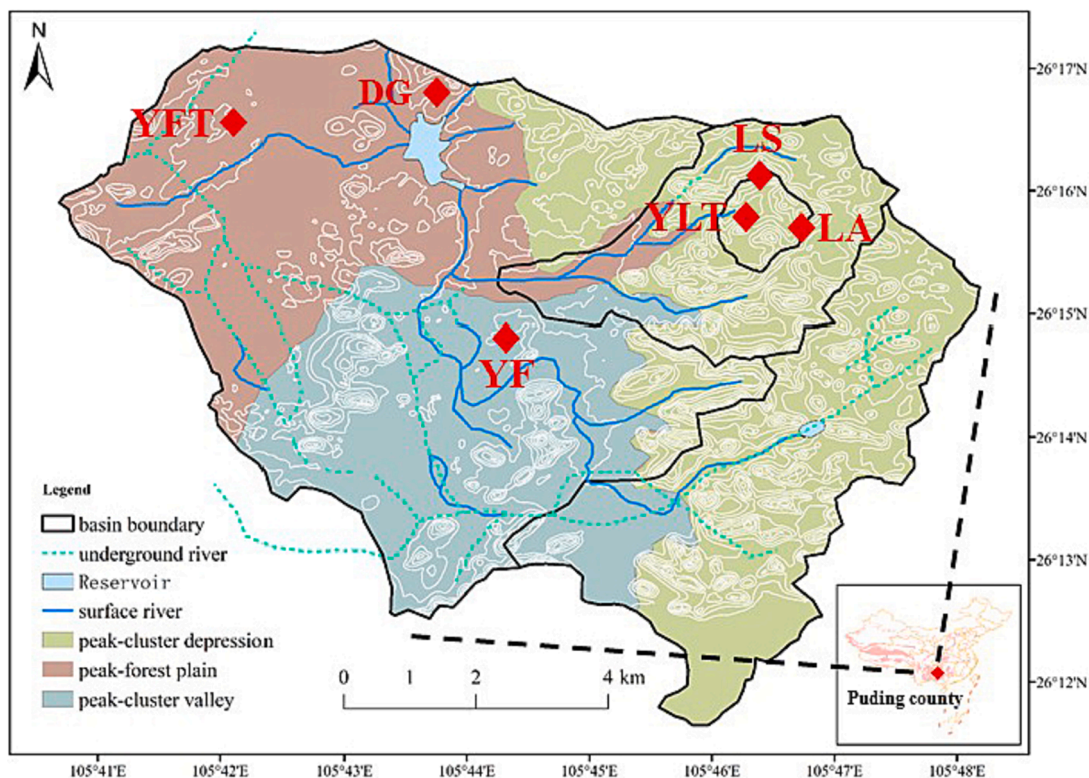 N
26°17'N
DG
YFT
LS
26°16'N
YLT
LA
26°15'N
YF
26°14'N
Legend
basin boundary
26°13'N
underground river
Reservoir
surface river
peak-cluster depression
peak-forest plain
0 1 2 4 km
26°12'N
peak-cluster valley
Puding county
105°41'E 105°42'E 105°43'E 105°44'E 105°45'E 105°46'E 105°47'E 105°48'E